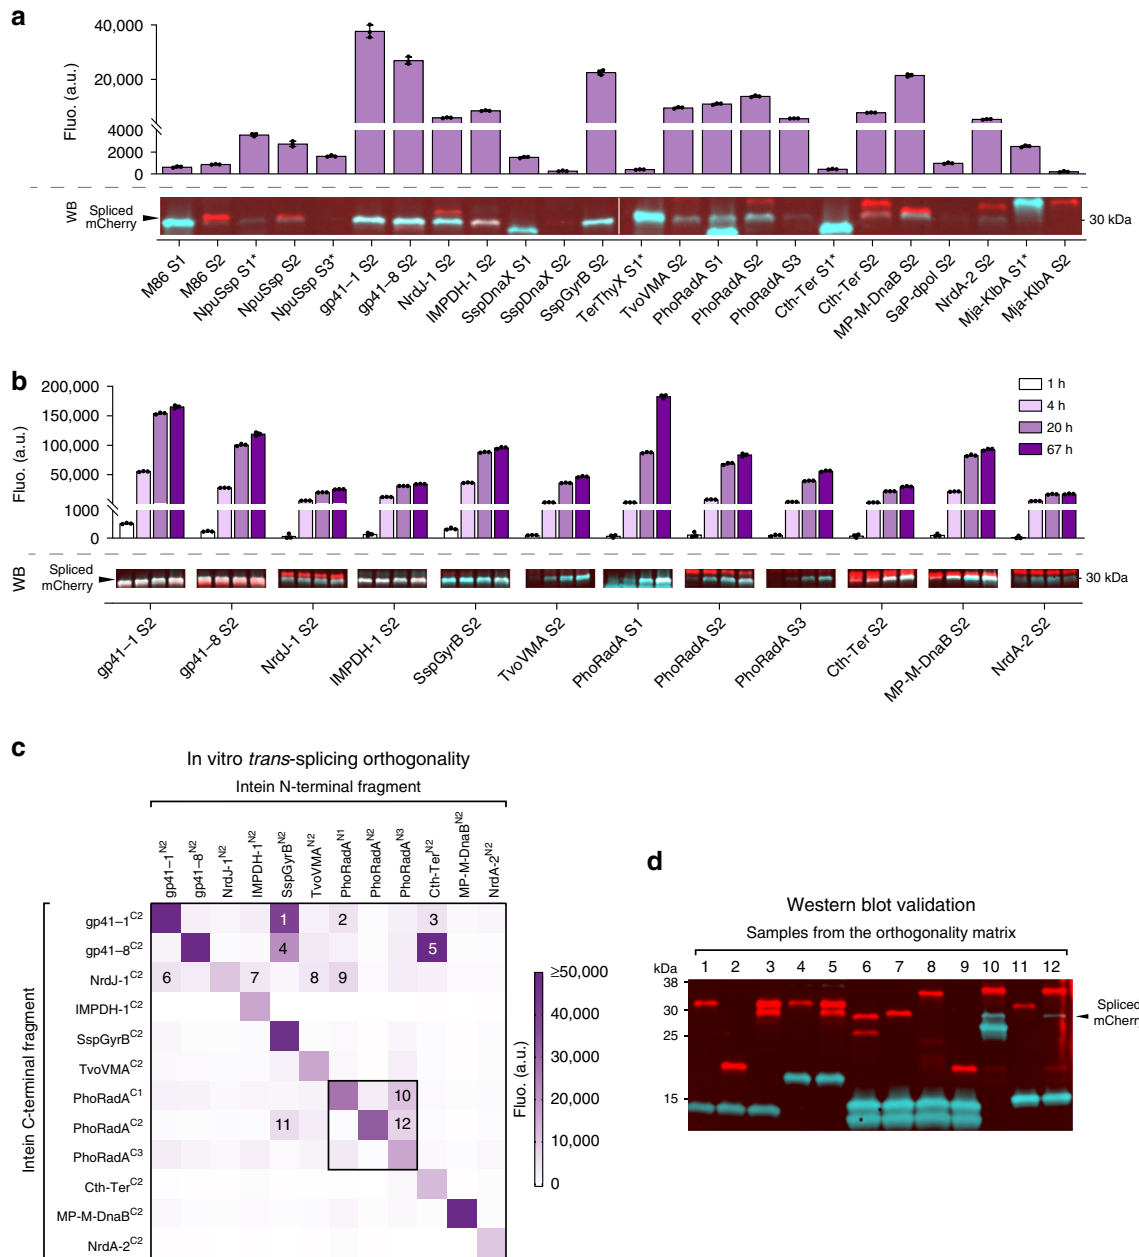 a
40,000
20,000
4000
2000
0
Fluo. (a.u.)
WB
Spliced
mCherry
30 kDa
M86 S1
M86 S2
NpuSsp S1*
NpuSsp S2
NpuSsp S3*
gp41–1 S2
gp41–8 S2
NrdJ-1 S2
IMPDH-1 S2
SspDnaX S1
SspDnaX S2
SspGyrB S2
TerThyX S1*
TvoVMA S2
PhoRadA S1
PhoRadA S2
PhoRadA S3
Cth-Ter S1*
Cth-Ter S2
MP-M-DnaB S2
SaP-dpol S2
NrdA-2 S2
Mja-KlbA S1*
Mja-KlbA S2
b
200,000
150,000
100,000
50,000
1000
0
Fluo. (a.u.)
1 h
4 h
20 h
67 h
WB
Spliced
mCherry
30 kDa
gp41–1 S2
gp41–8 S2
NrdJ-1 S2
IMPDH-1 S2
SspGyrB S2
TvoVMA S2
PhoRadA S1
PhoRadA S2
PhoRadA S3
Cth-Ter S2
MP-M-DnaB S2
NrdA-2 S2
c
In vitro trans-splicing orthogonality
Intein N-terminal fragment
gp41–1N2
gp41–8N2
NrdJ-1N2
IMPDH-1N2
SspGyrBN2
TvoVMAN2
PhoRadAN1
PhoRadAN2
PhoRadAN3
Cth-TerN2
MP-M-DnaBN2
NrdA-2N2
Intein C-terminal fragment
gp41–1C2
1 2 3
gp41–8C2
4 5
NrdJ-1C2
6 7 8 9
IMPDH-1C2
SspGyrBC2
TvoVMAC2
PhoRadAC1
10
PhoRadAC2
11 12
PhoRadAC3
Cth-TerC2
MP-M-DnaBC2
NrdA-2C2
≥50,000
40,000
30,000
20,000
10,000
0
Fluo. (a.u.)
d
Western blot validation
Samples from the orthogonality matrix
kDa
1 2 3 4 5 6 7 8 9 10 11 12
38
30
25
15
Spliced
mCherry